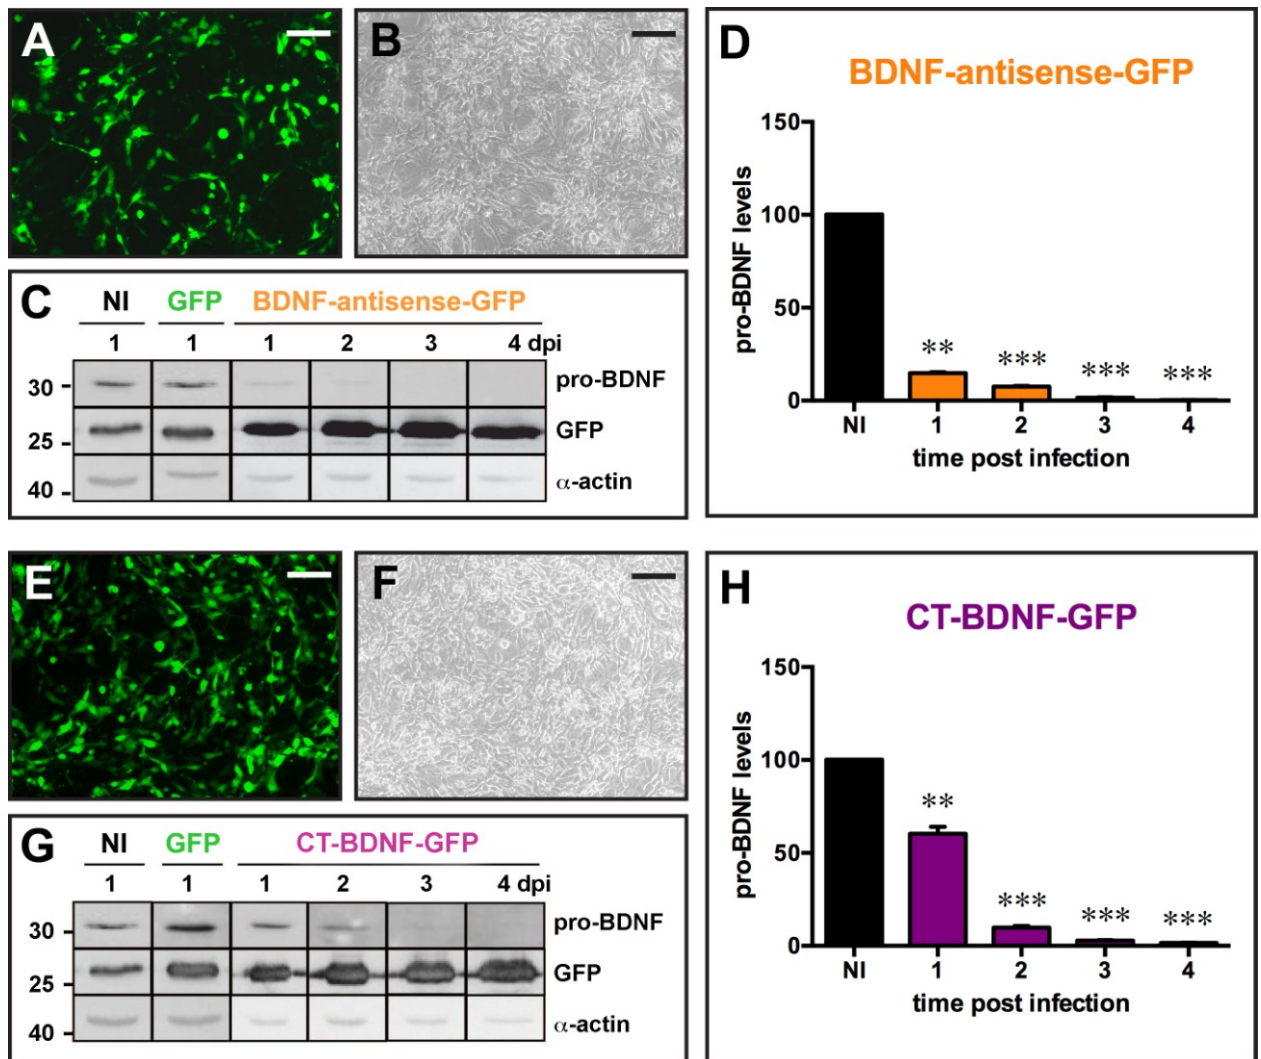 A
B
C
NI GFP BDNF-antisense-GFP
1 1 1 2 3 4 dpi
30 pro-BDNF
25 GFP
40 α-actin
D
BDNF-antisense-GFP
150
100
50
0
pro-BDNF levels
** *** *** ***
NI 1 2 3 4
time post infection
E
F
G
NI GFP CT-BDNF-GFP
1 1 1 2 3 4 dpi
30 pro-BDNF
25 GFP
40 α-actin
H
CT-BDNF-GFP
150
100
50
0
pro-BDNF levels
** *** *** ***
NI 1 2 3 4
time post infection